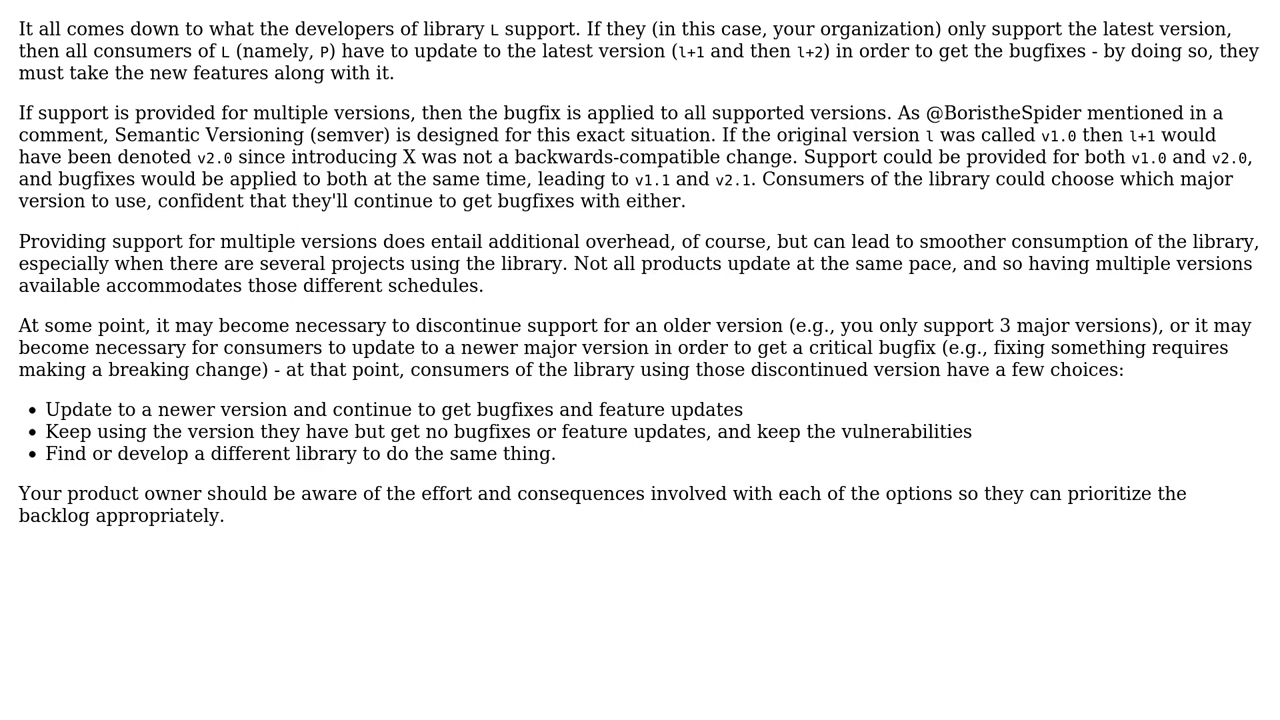 It all comes down to what the developers of library L support. If they (in this case, your organization) only support the latest version,
then all consumers of L (namely, P) have to update to the latest version (l+1 and then l+2) in order to get the bugfixes - by doing so, they
must take the new features along with it.
If support is provided for multiple versions, then the bugfix is applied to all supported versions. As @BoristheSpider mentioned in a
comment, Semantic Versioning (semver) is designed for this exact situation. If the original version l was called v1.0 then l+1 would
have been denoted v2.0 since introducing X was not a backwards-compatible change. Support could be provided for both v1.0 and v2.0,
and bugfixes would be applied to both at the same time, leading to v1.1 and v2.1. Consumers of the library could choose which major
version to use, confident that they'll continue to get bugfixes with either.
Providing support for multiple versions does entail additional overhead, of course, but can lead to smoother consumption of the library,
especially when there are several projects using the library. Not all products update at the same pace, and so having multiple versions
available accommodates those different schedules.
At some point, it may become necessary to discontinue support for an older version (e.g., you only support 3 major versions), or it may
become necessary for consumers to update to a newer major version in order to get a critical bugfix (e.g., fixing something requires
making a breaking change) - at that point, consumers of the library using those discontinued version have a few choices:
• Update to a newer version and continue to get bugfixes and feature updates
• Keep using the version they have but get no bugfixes or feature updates, and keep the vulnerabilities
• Find or develop a different library to do the same thing.
Your product owner should be aware of the effort and consequences involved with each of the options so they can prioritize the
backlog appropriately.